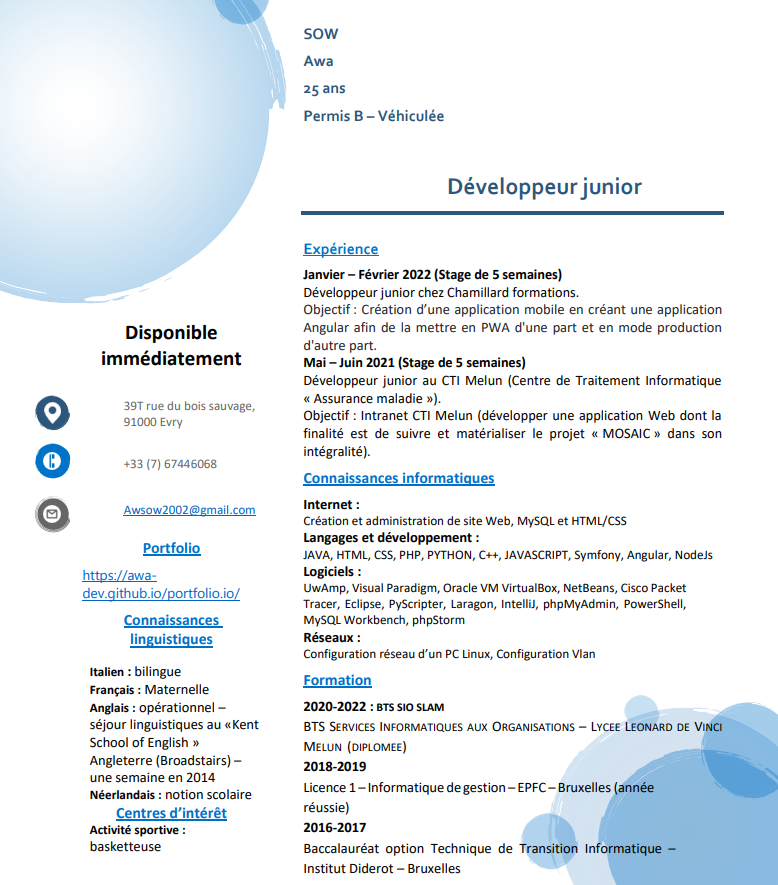 SOW
Awa
25 ans
Permis B – Véhiculée
Développeur junior
Disponible
immédiatement
39T rue du bois sauvage,
91000 Evry
+33 (7) 67446068
Awsow2002@gmail.com
Portfolio
https://awa-
dev.github.io/portfolio.io/
Connaissances
linguistiques
Italien : bilingue
Français : Maternelle
Anglais : opérationnel –
séjour linguistiques au «Kent
School of English »
Angleterre (Broadstairs) –
une semaine en 2014
Néerlandais : notion scolaire
Centres d'intérêt
Activité sportive :
basketteuse
Expérience
Janvier – Février 2022 (Stage de 5 semaines)
Développeur junior chez Chamillard formations.
Objectif : Création d'une application mobile en créant une application
Angular afin de la mettre en PWA d'une part et en mode production
d'autre part.
Mai – Juin 2021 (Stage de 5 semaines)
Développeur junior au CTI Melun (Centre de Traitement Informatique
« Assurance maladie »).
Objectif : Intranet CTI Melun (développer une application Web dont la
finalité est de suivre et matérialiser le projet « MOSAIC » dans son
intégralité).
Connaissances informatiques
Internet :
Création et administration de site Web, MySQL et HTML/CSS
Langages et développement :
JAVA, HTML, CSS, PHP, PYTHON, C++, JAVASCRIPT, Symfony, Angular, NodeJs
Logiciels :
UwAmp, Visual Paradigm, Oracle VM VirtualBox, NetBeans, Cisco Packet
Tracer, Eclipse, PyScripter, Laragon, IntelliJ, phpMyAdmin, PowerShell,
MySQL Workbench, phpStorm
Réseaux :
Configuration réseau d'un PC Linux, Configuration Vlan
Formation
2020-2022 : BTS SIO SLAM
BTS SERVICES INFORMATIQUES AUX ORGANISATIONS – LYCEE LEONARD DE VINCI
MELUN (DIPLOMEE)
2018-2019
Licence 1 – Informatique de gestion – EPFC – Bruxelles (année
réussie)
2016-2017
Baccalauréat option Technique de Transition Informatique –
Institut Diderot – Bruxelles